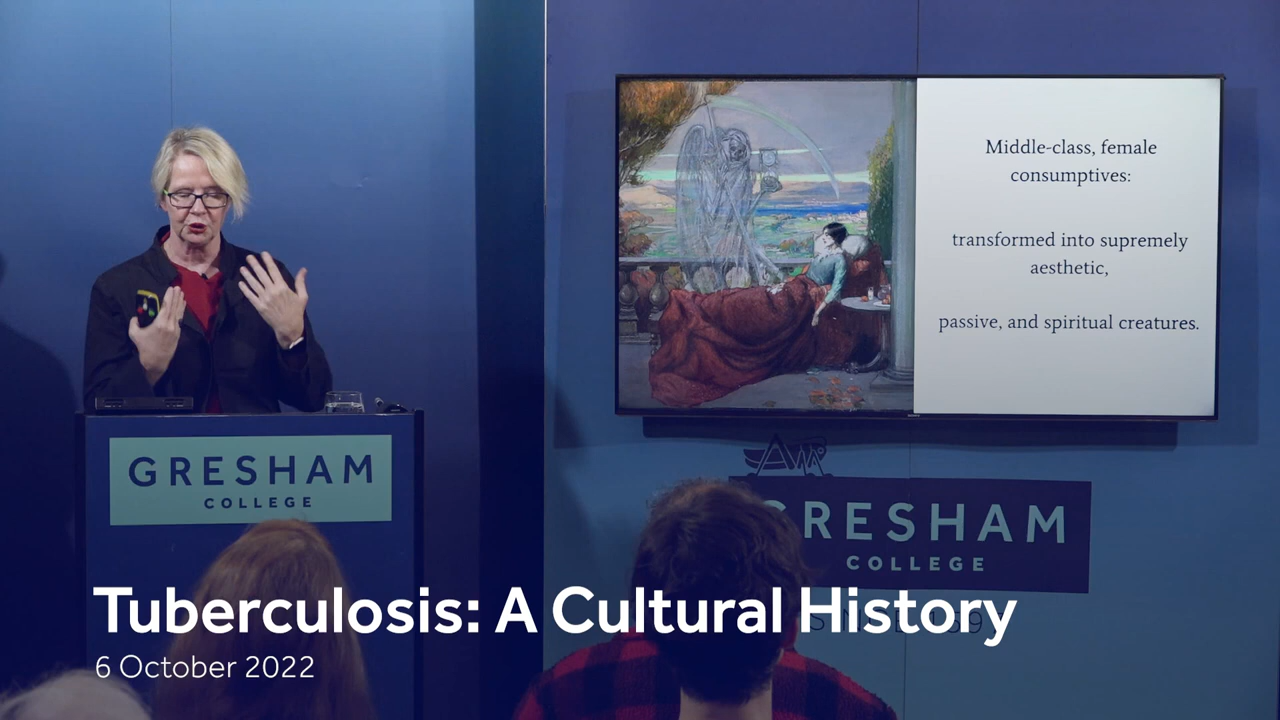 Middle-class, female
consumptives:
transformed into supremely
aesthetic,
passive, and spiritual creatures.
GRESHAM
COLLEGE
GRESHAM
COLLEGE
Tuberculosis: A Cultural History
6 October 2022